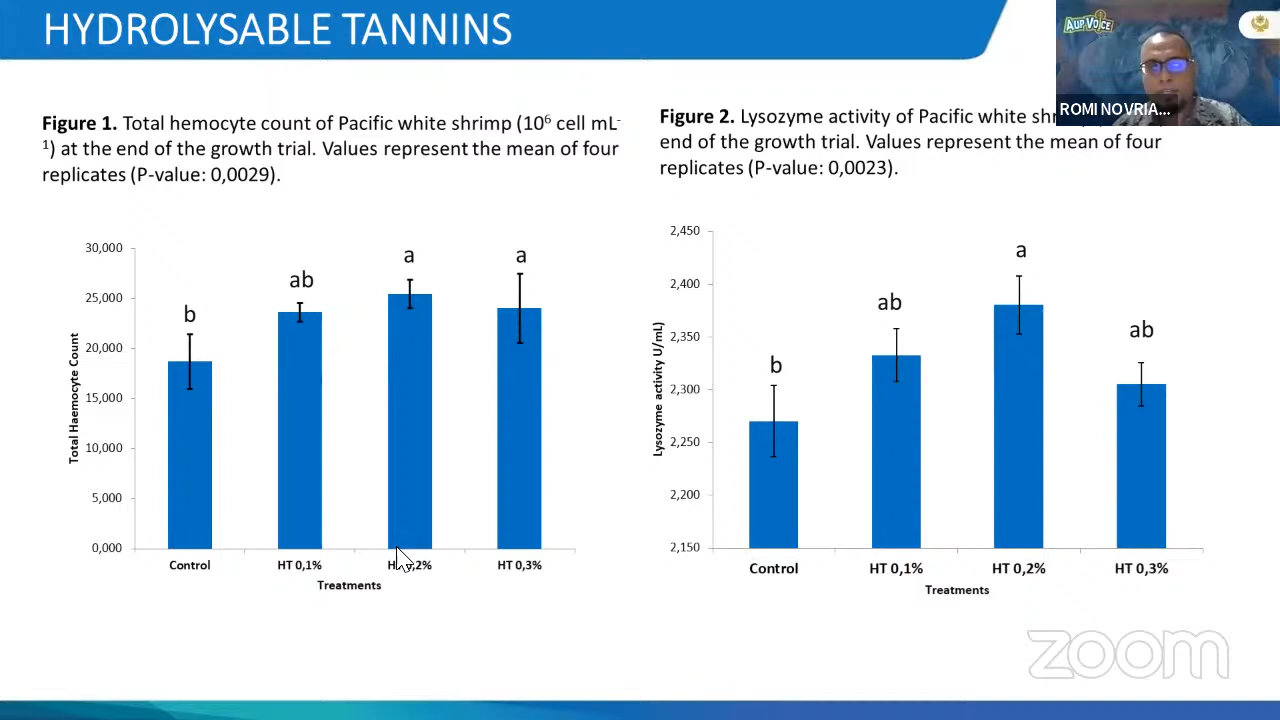 HYDROLYSABLE TANNINS
AUP VOICE
ROMI NOVRIA...
Figure 1. Total hemocyte count of Pacific white shrimp (10⁶ cell mL⁻
¹) at the end of the growth trial. Values represent the mean of four
replicates (P-value: 0,0029).
Figure 2. Lysozyme activity of Pacific white
end of the growth trial. Values represent the mean of four
replicates (P-value: 0,0023).
30,000
25,000
20,000
15,000
10,000
5,000
0,000
Total Haemocyte Count
b
ab
a
a
Control
HT 0,1%
HT 0,3%
Treatments
2,450
2,400
2,350
2,300
2,250
2,200
2,150
Lysozyme activity U/mL)
b
ab
a
ab
Control
HT 0,1%
HT 0,2%
HT 0,3%
Treatments
zoom